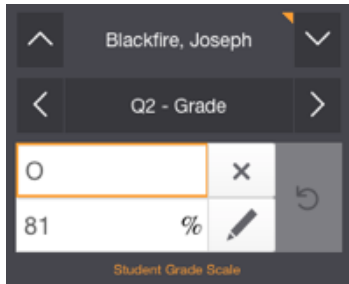 Blackfire, Joseph
Q2 - Grade
O
81 %
Student Grade Scale